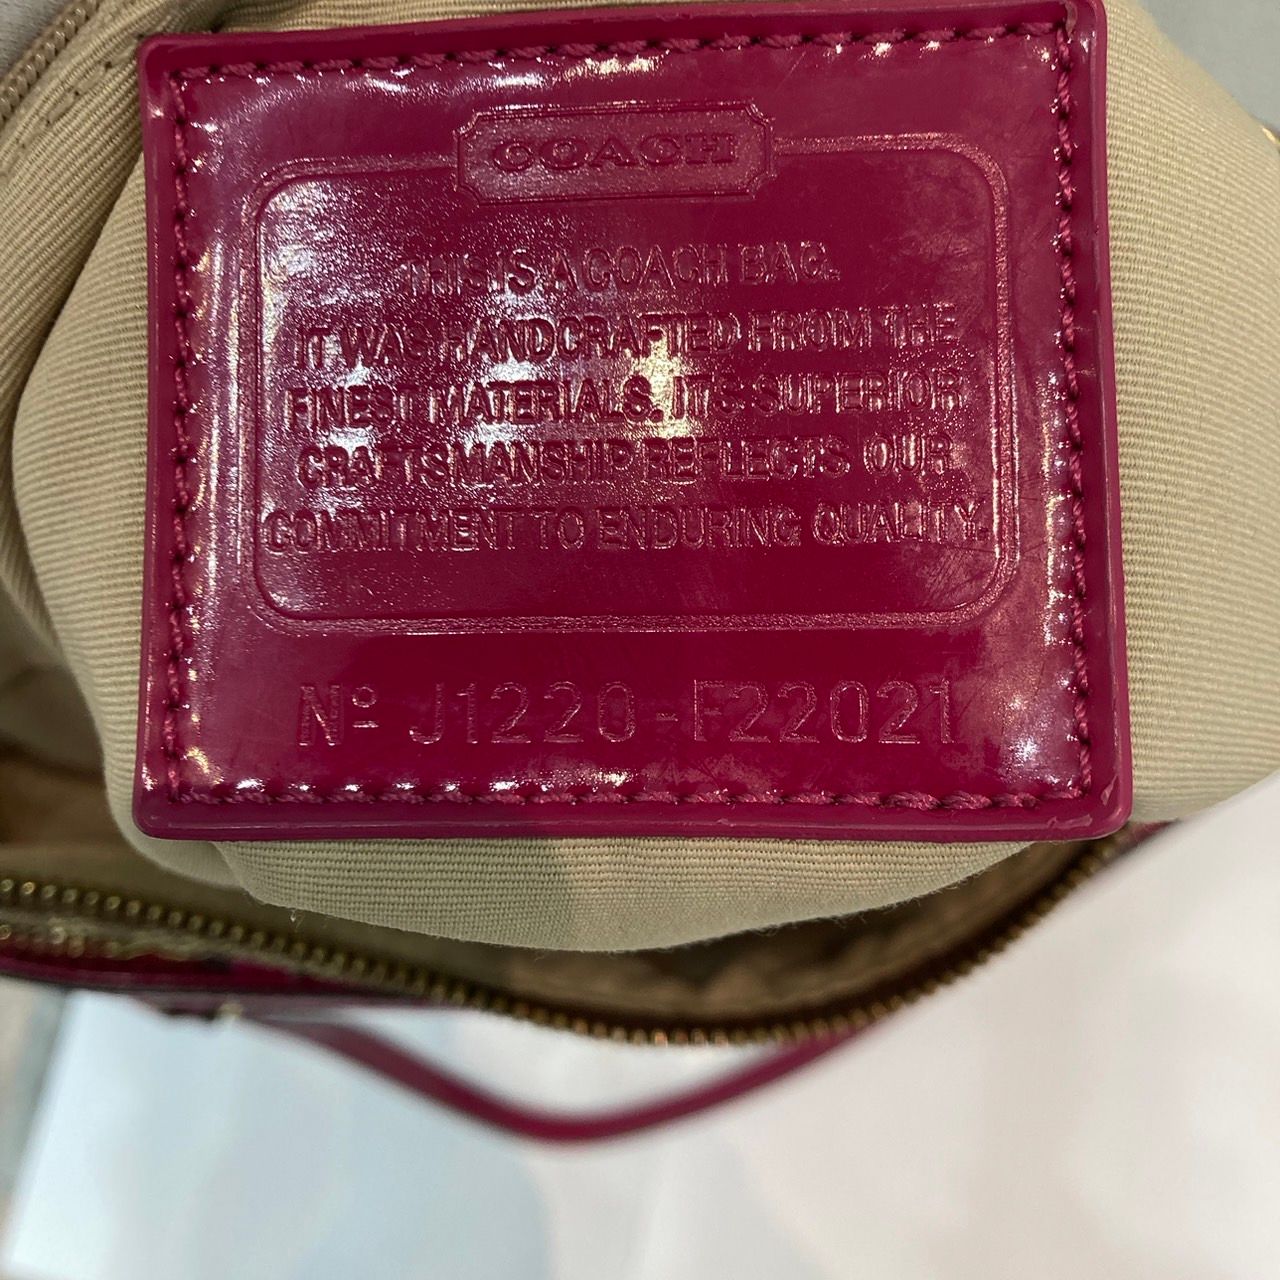 COACH
THIS IS A COACH BAG.
IT WAS HANDCRAFTED FROM THE
FINEST MATERIALS. ITS SUPERIOR
CRAFTSMANSHIP REFLECTS OUR
COMMITMENT TO ENDURING QUALITY.
Nº J1220-F22021